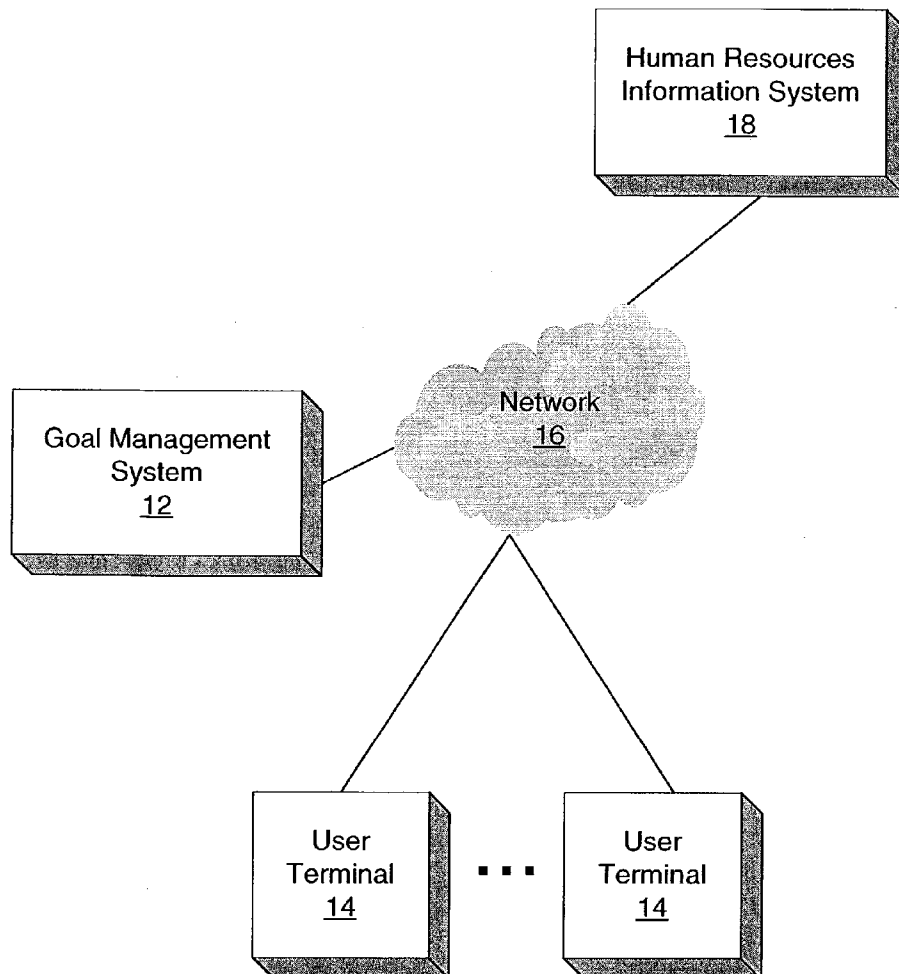 Human Resources
Information System
18
Network
16
Goal Management
System
12
User
Terminal
14
User
Terminal
14